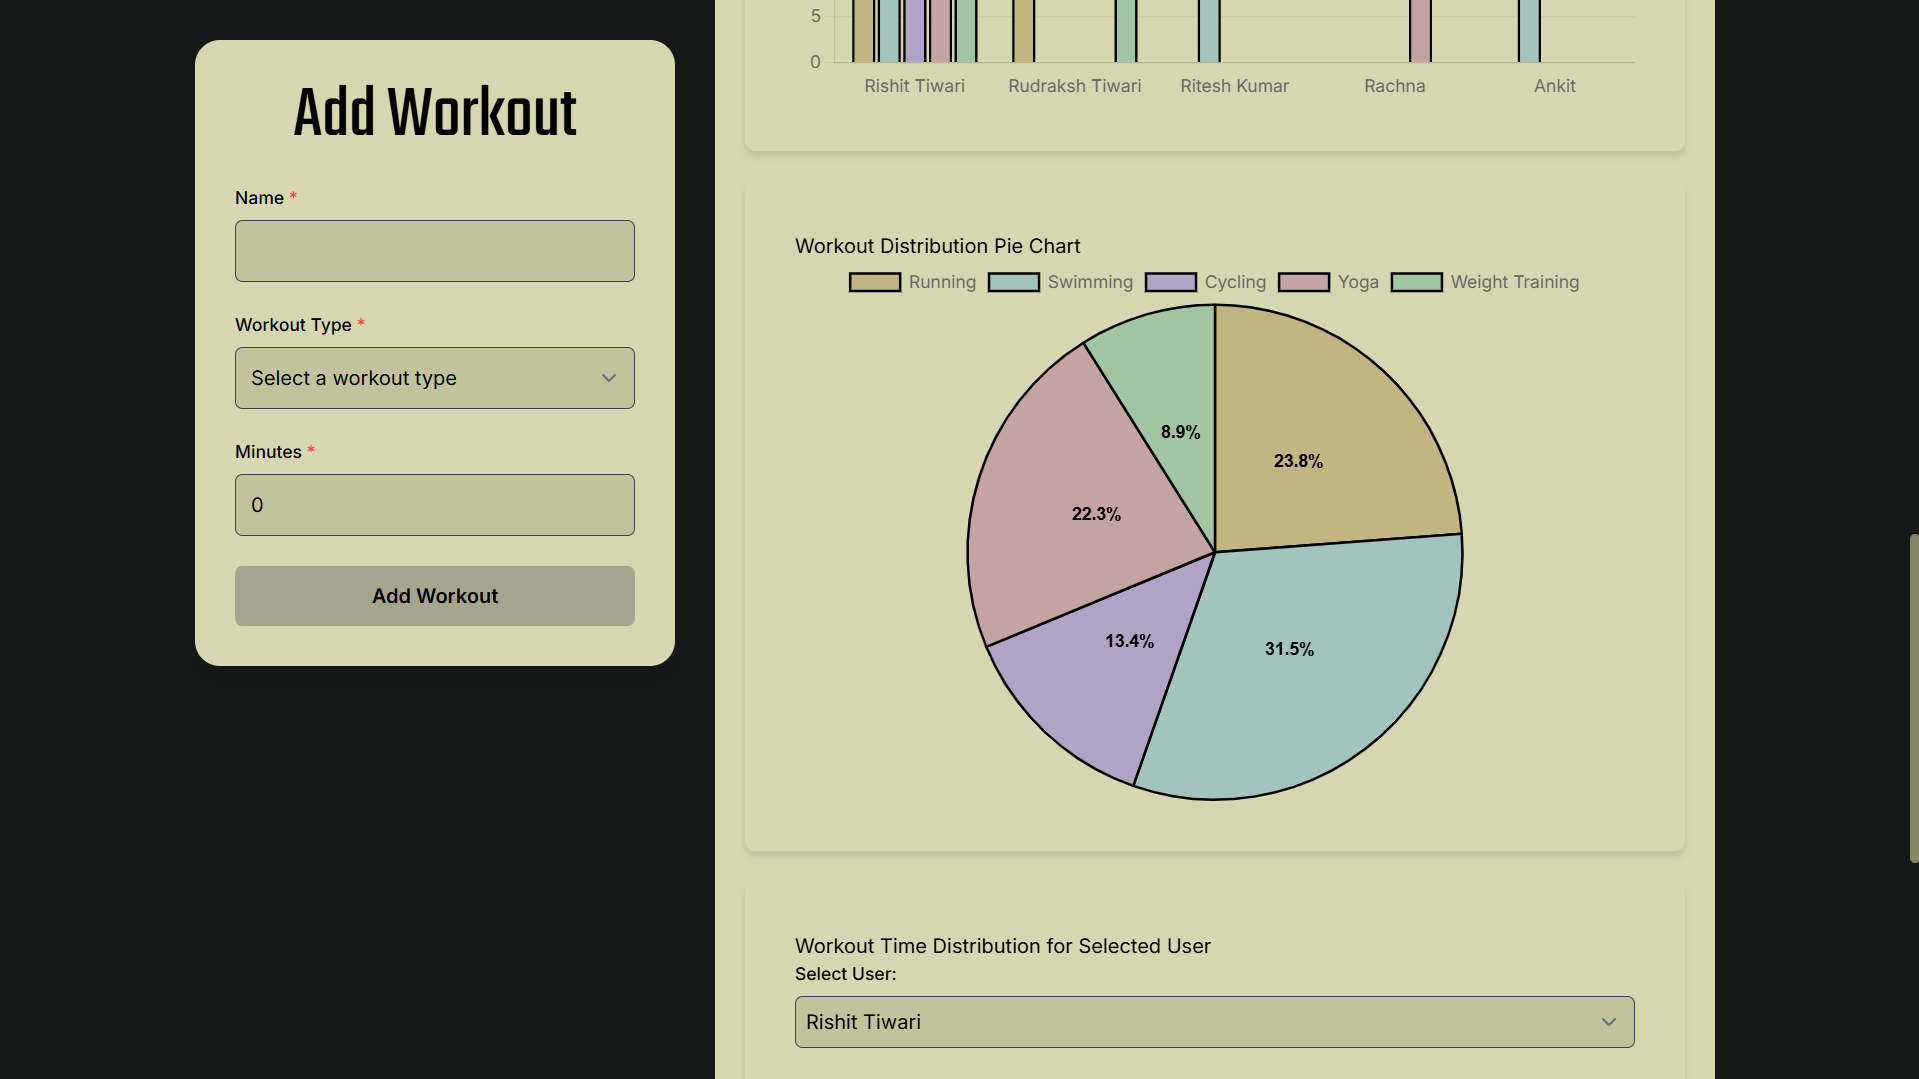 Add Workout
Name *
Workout Type *
Select a workout type
Minutes *
0
Add Workout
5
0
Rishit Tiwari Rudraksh Tiwari Ritesh Kumar Rachna Ankit
Workout Distribution Pie Chart
Running Swimming Cycling Yoga Weight Training
8.9%
23.8%
22.3%
13.4%
31.5%
Workout Time Distribution for Selected User
Select User:
Rishit Tiwari